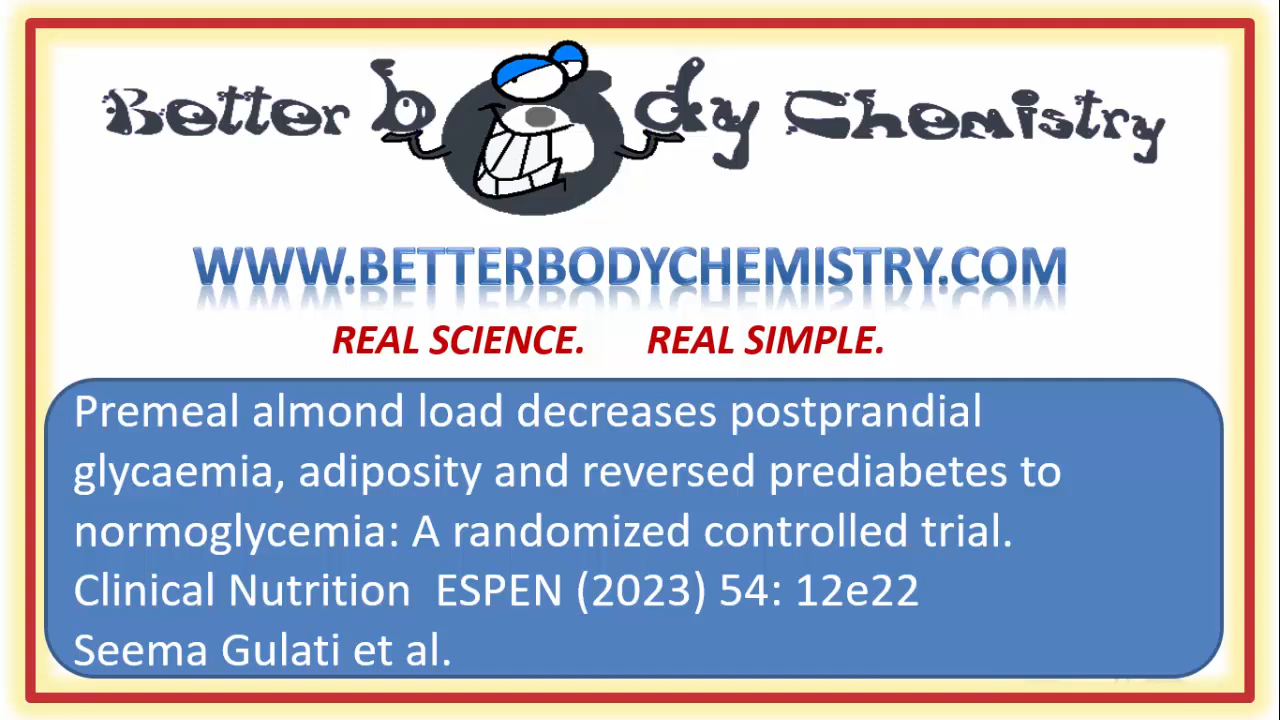 Better body Chemistry
WWW.BETTERBODYCHEMISTRY.COM
REAL SCIENCE. REAL SIMPLE.
Premeal almond load decreases postprandial
glycaemia, adiposity and reversed prediabetes to
normoglycemia: A randomized controlled trial.
Clinical Nutrition ESPEN (2023) 54: 12e22
Seema Gulati et al.